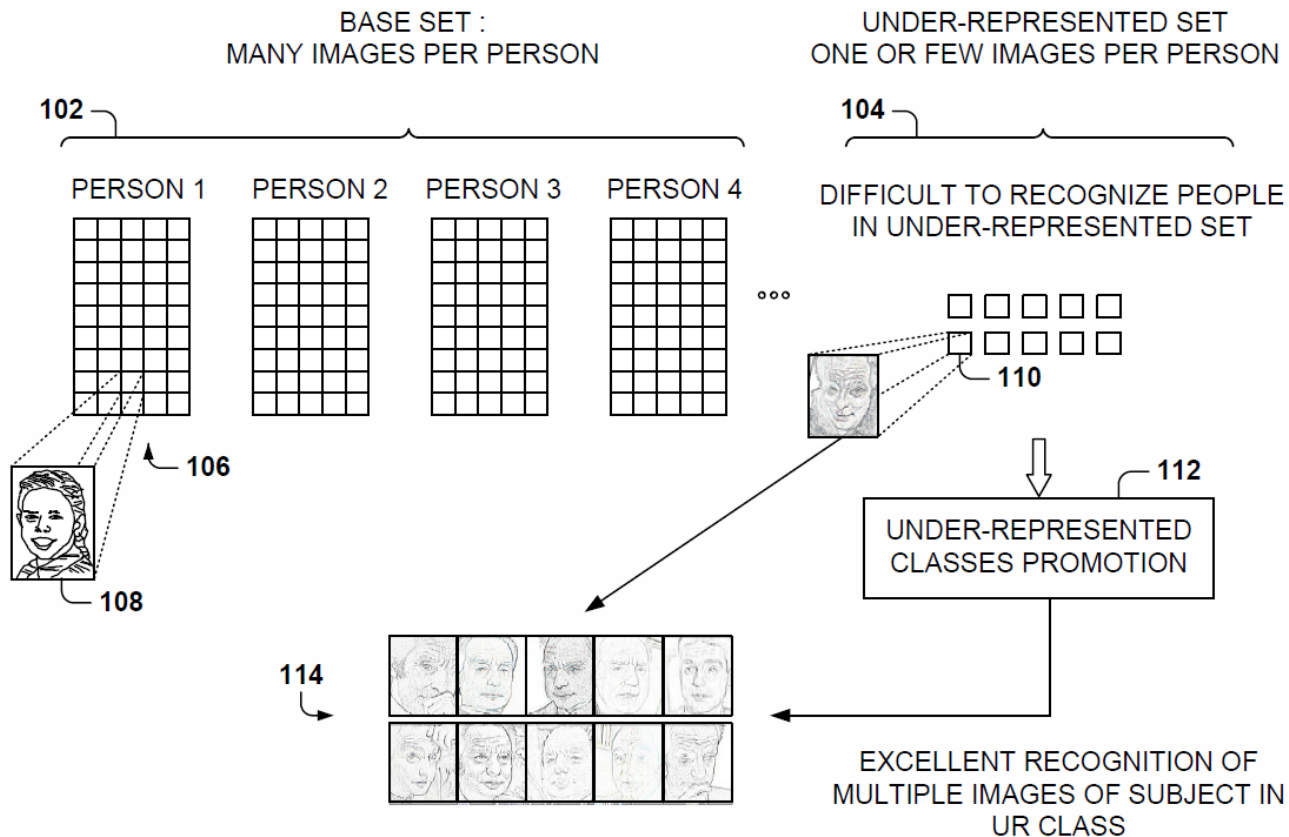 BASE SET :
MANY IMAGES PER PERSON
UNDER-REPRESENTED SET
ONE OR FEW IMAGES PER PERSON
102
104
PERSON 1
PERSON 2
PERSON 3
PERSON 4
DIFFICULT TO RECOGNIZE PEOPLE
IN UNDER-REPRESENTED SET
110
106
108
112
UNDER-REPRESENTED
CLASSES PROMOTION
114
EXCELLENT RECOGNITION OF
MULTIPLE IMAGES OF SUBJECT IN
UR CLASS